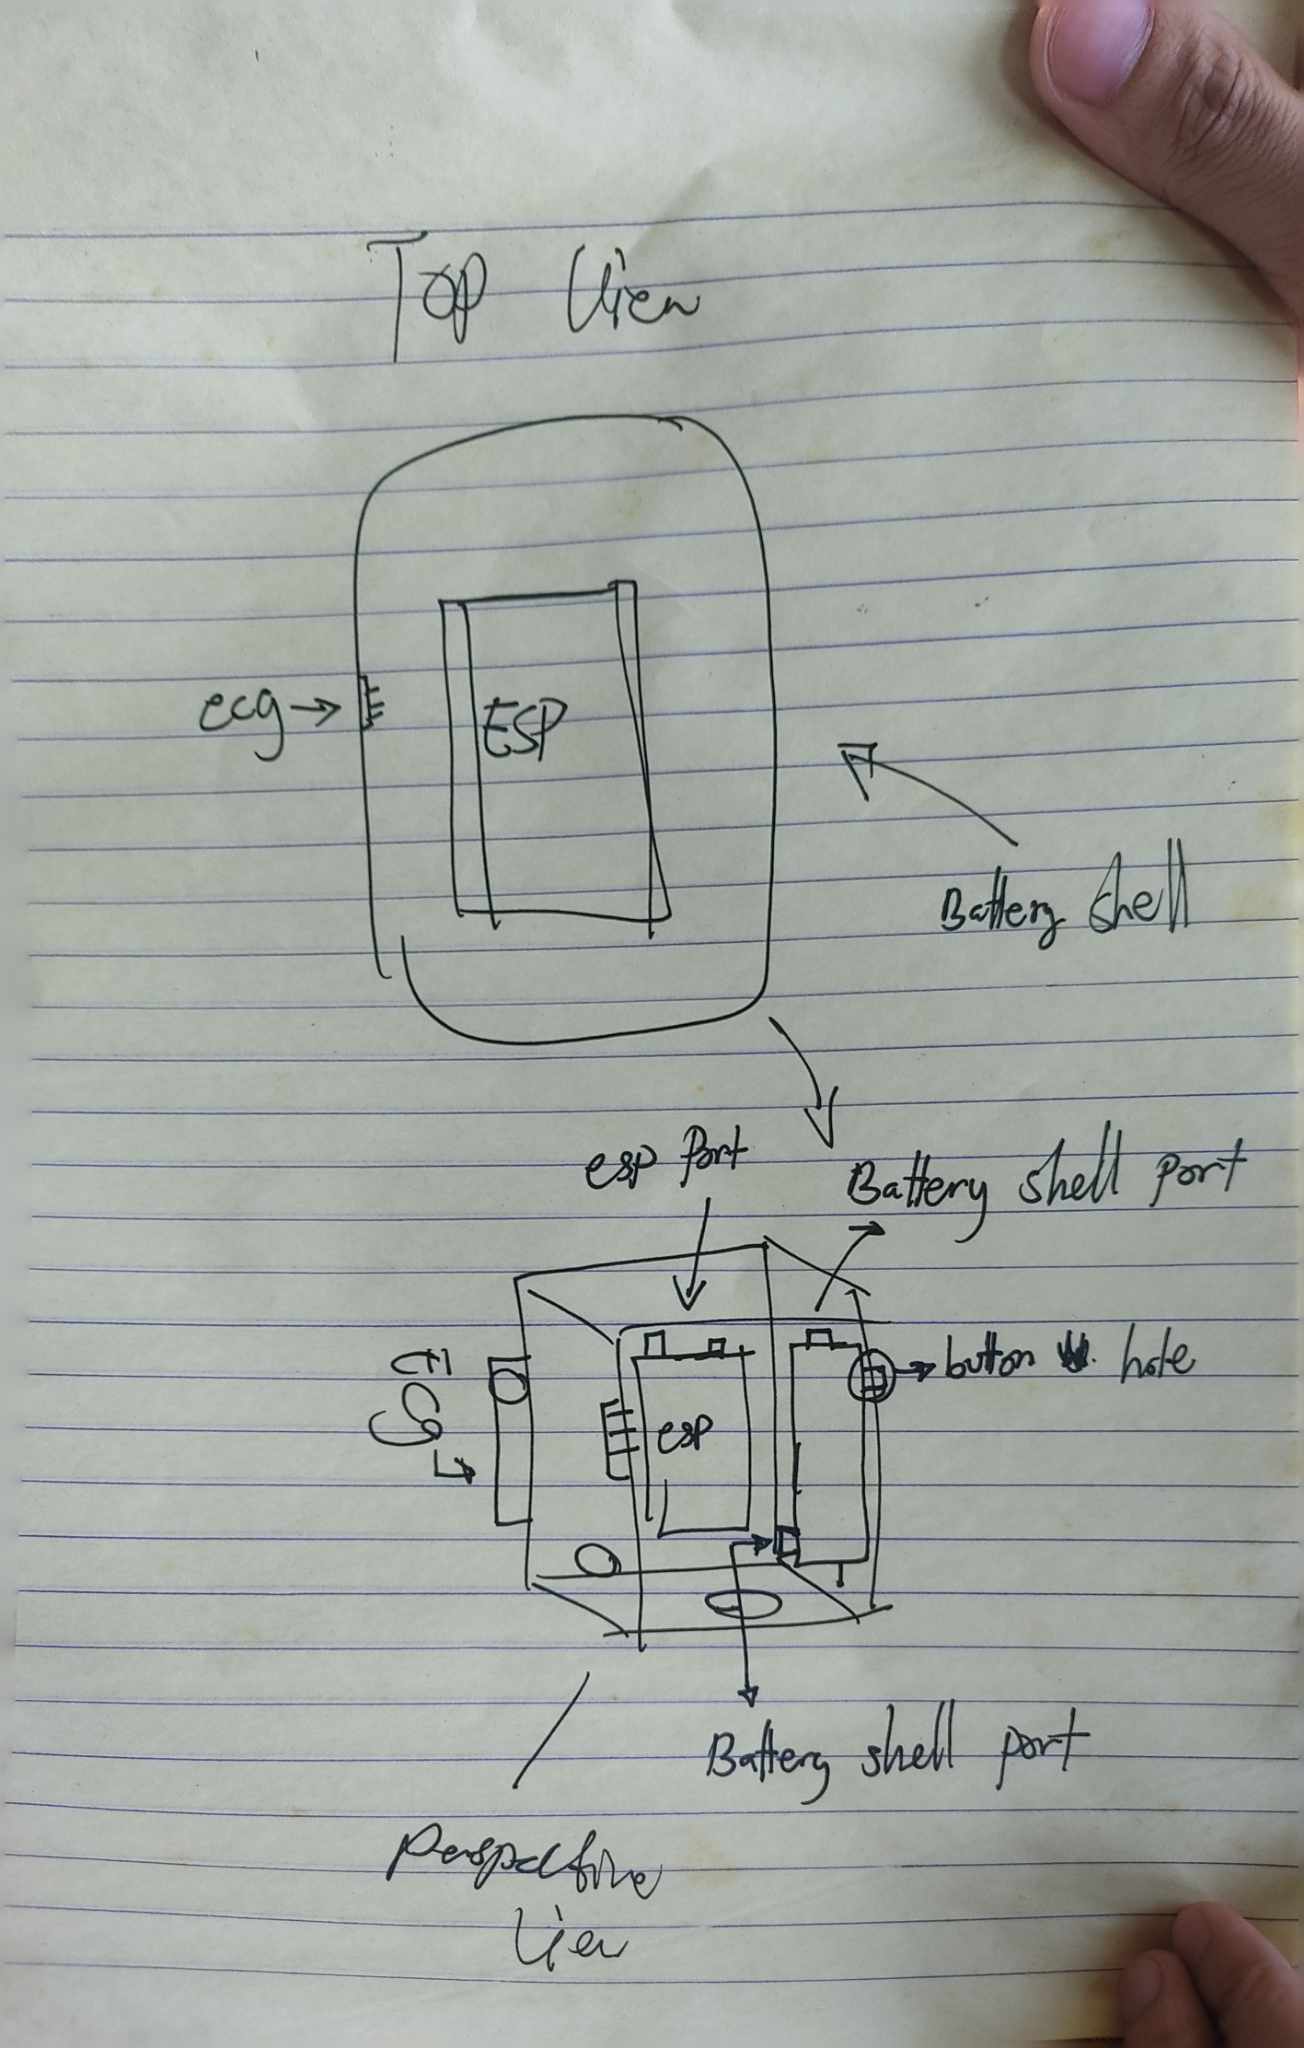 Top View
ecg
ESP
Battery shell
esp Port
Battery shell port
button hole
ECG
esp
Battery shell port
Perspective
View